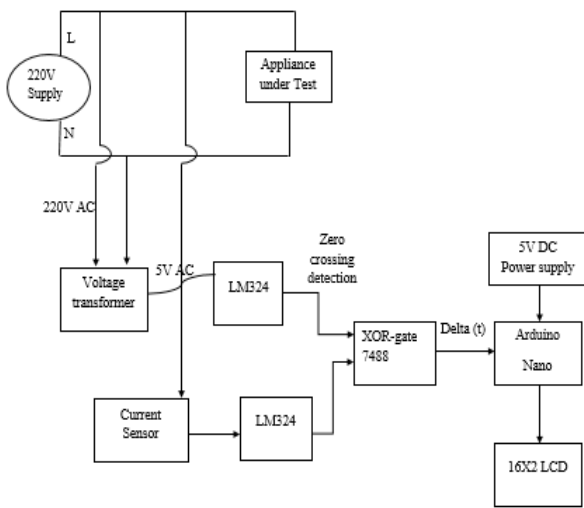 L
220V
Supply
N
Appliance
under Test
220V AC
5V AC
Voltage
transformer
LM324
Zero
crossing
detection
5V DC
Power supply
XOR-gate
7488
Delta (t)
Arduino
Nano
Current
Sensor
LM324
16X2 LCD